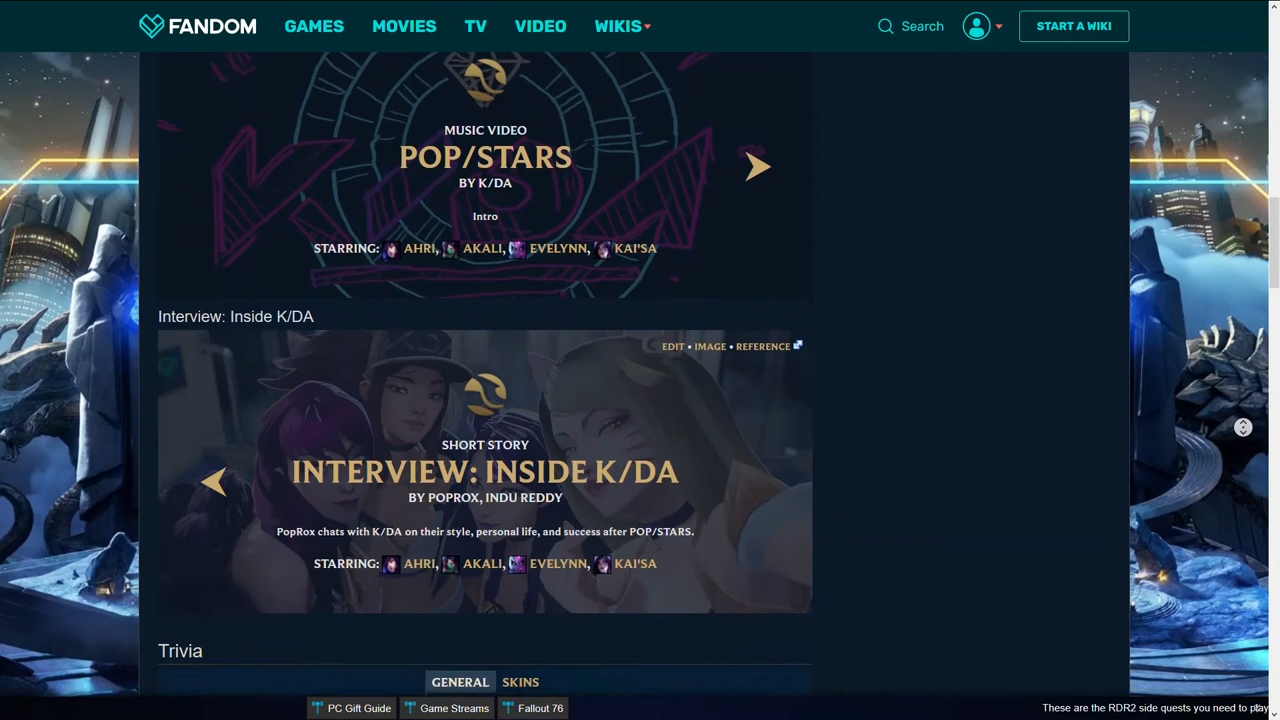 FANDOM GAMES MOVIES TV VIDEO WIKIS Search START A WIKI
K/DA
MUSIC VIDEO
POP/STARS
BY K/DA
Intro
STARRING: AHRI, AKALI, EVELYNN, KAI'SA
Interview: Inside K/DA
EDIT • IMAGE • REFERENCE
SHORT STORY
INTERVIEW: INSIDE K/DA
BY POPROX, INDU REDDY
PopRox chats with K/DA on their style, personal life, and success after POP/STARS.
STARRING: AHRI, AKALI, EVELYNN, KAI'SA
Trivia
GENERAL SKINS
PC Gift Guide Game Streams Fallout 76 These are the RDR2 side quests you need to play